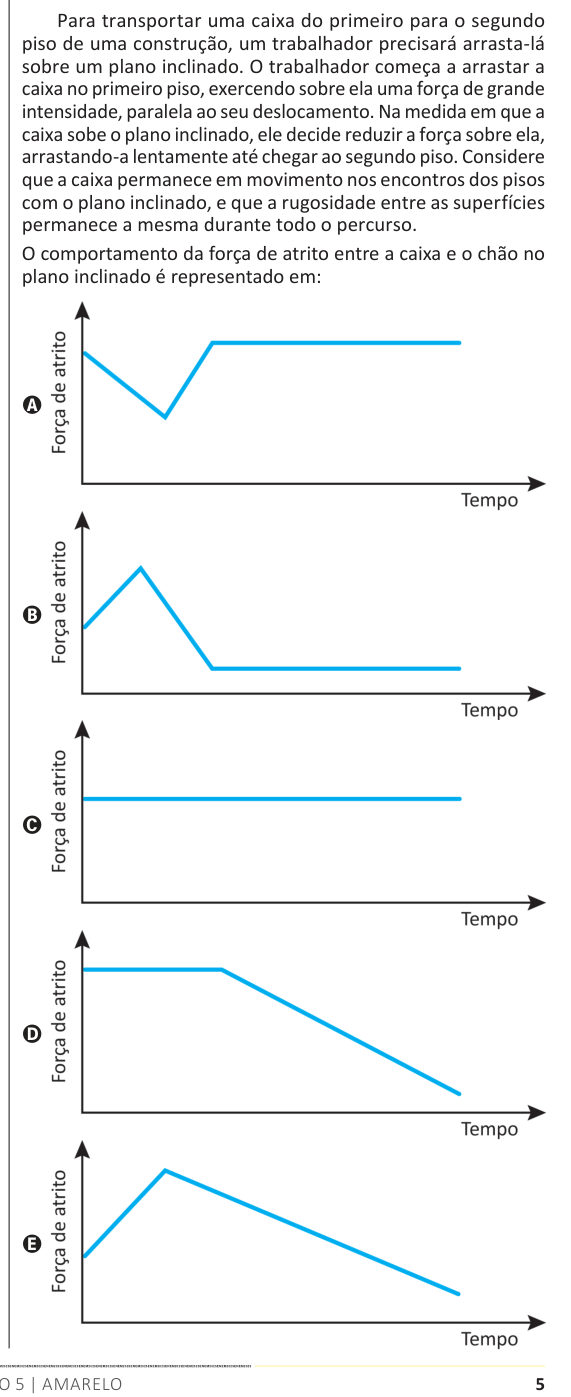 Para transportar uma caixa do primeiro para o segundo
piso de uma construção, um trabalhador precisará arrasta-lá
sobre um plano inclinado. O trabalhador começa a arrastar a
caixa no primeiro piso, exercendo sobre ela uma força de grande
intensidade, paralela ao seu deslocamento. Na medida em que a
caixa sobe o plano inclinado, ele decide reduzir a força sobre ela,
arrastando-a lentamente até chegar ao segundo piso. Considere
que a caixa permanece em movimento nos encontros dos pisos
com o plano inclinado, e que a rugosidade entre as superfícies
permanece a mesma durante todo o percurso.
O comportamento da força de atrito entre a caixa e o chão no
plano inclinado é representado em:
A
Força de atrito
Tempo
B
Força de atrito
Tempo
C
Força de atrito
Tempo
D
Força de atrito
Tempo
E
Força de atrito
Tempo
O 5 | AMARELO
5